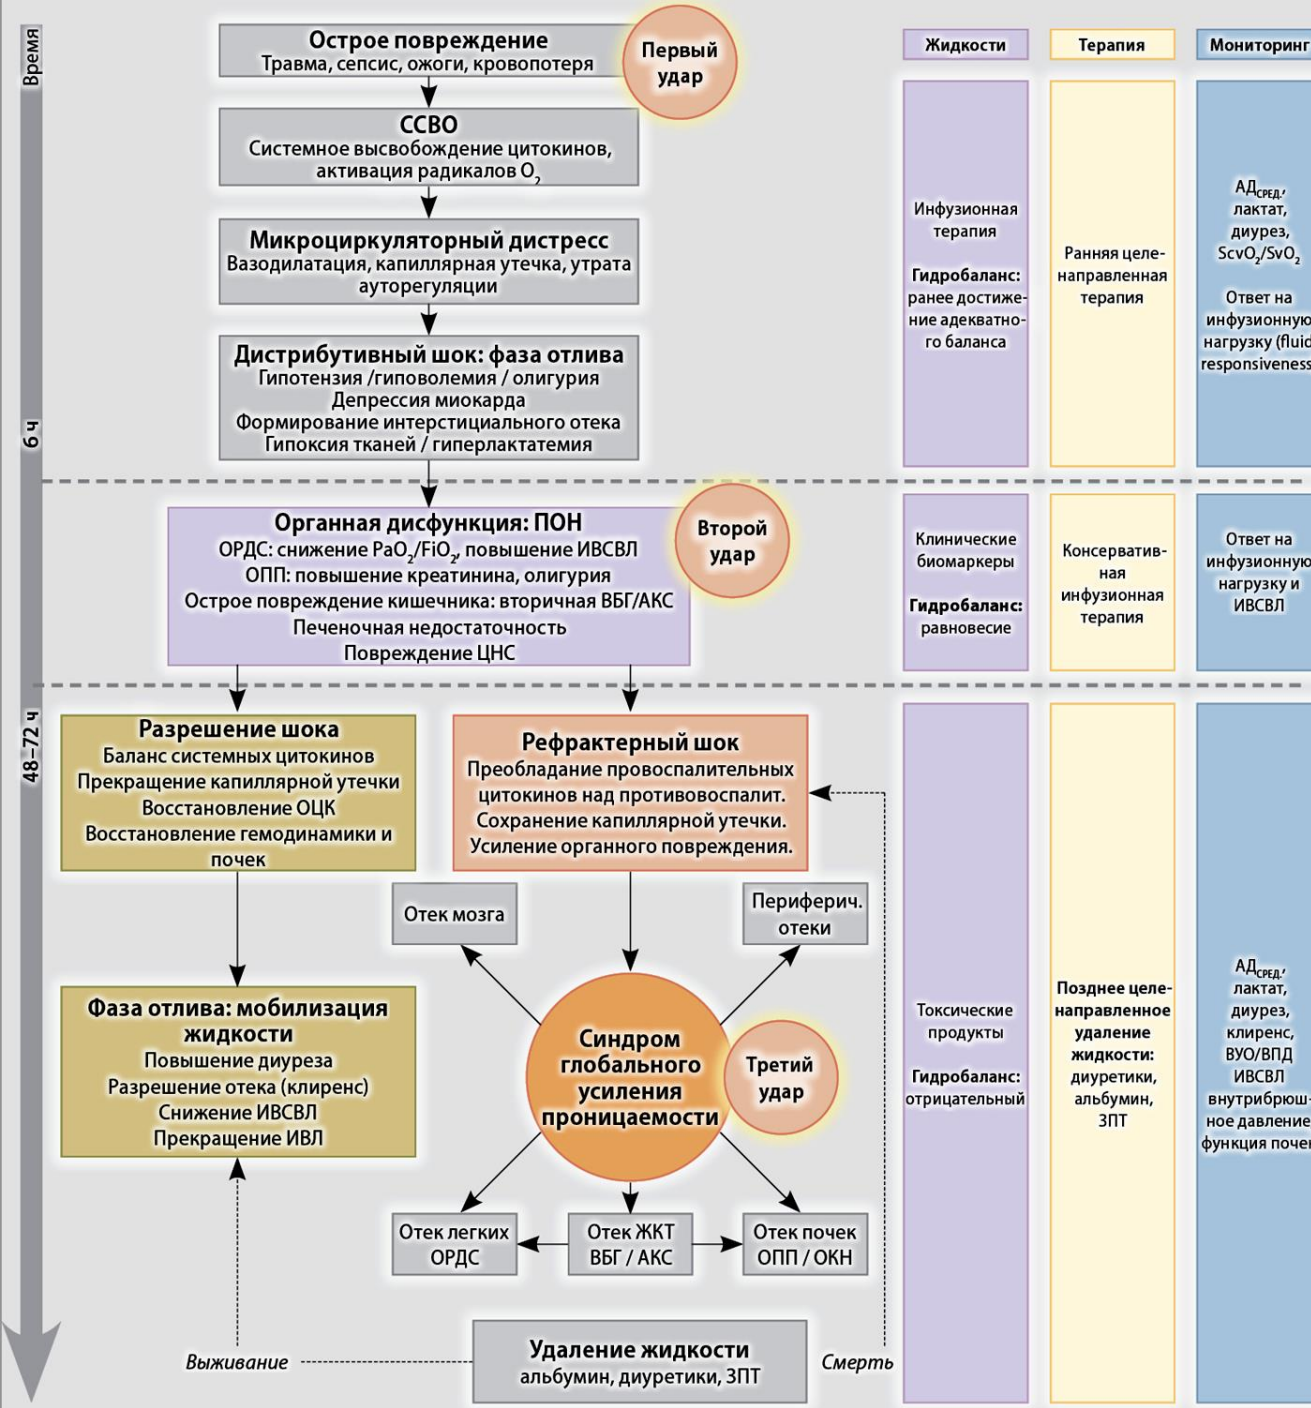 Время
6 ч
48–72 ч
Острое повреждение
Травма, сепсис, ожоги, кровопотеря
Первый
удар
ССВО
Системное высвобождение цитокинов,
активация радикалов O₂
Микроциркуляторный дистресс
Вазодилатация, капиллярная утечка, утрата
ауторегуляции
Дистрибутивный шок: фаза отлива
Гипотензия /гиповолемия / олигурия
Депрессия миокарда
Формирование интерстициального отека
Гипоксия тканей / гиперлактатемия
Органная дисфункция: ПОН
ОРДС: снижение PaO₂/FiO₂, повышение ИВСВЛ
ОПП: повышение креатинина, олигурия
Острое повреждение кишечника: вторичная ВБГ/АКС
Печеночная недостаточность
Повреждение ЦНС
Второй
удар
Разрешение шока
Баланс системных цитокинов
Прекращение капиллярной утечки
Восстановление ОЦК
Восстановление гемодинамики и
почек
Рефрактерный шок
Преобладание провоспалительных
цитокинов над противовоспалит.
Сохранение капиллярной утечки.
Усиление органного повреждения.
Отек мозга
Периферич.
отеки
Фаза отлива: мобилизация
жидкости
Повышение диуреза
Разрешение отека (клиренс)
Снижение ИВСВЛ
Прекращение ИВЛ
Синдром
глобального
усиления
проницаемости
Третий
удар
Отек легких
ОРДС
Отек ЖКТ
ВБГ / АКС
Отек почек
ОПП / ОКН
Выживание
Удаление жидкости
альбумин, диуретики, ЗПТ
Смерть
Жидкости
Инфузионная
терапия
Гидробаланс:
ранее достиже-
ние адекватно-
го баланса
Клинические
биомаркеры
Гидробаланс:
равновесие
Токсические
продукты
Гидробаланс:
отрицательный
Терапия
Ранняя целе-
направленная
терапия
Консерватив-
ная
инфузионная
терапия
Позднее целе-
направленное
удаление
жидкости:
диуретики,
альбумин,
ЗПТ
Мониторинг
АДСРЕД.,
лактат,
диурез,
ScvO₂/SvO₂
Ответ на
инфузионную
нагрузку (fluid
responsiveness
Ответ на
инфузионную
нагрузку и
ИВСВЛ
АДСРЕД.,
лактат,
диурез,
клиренс,
ВУО/ВПД
ИВСВЛ
внутрибрюш-
ное давление
функция почек